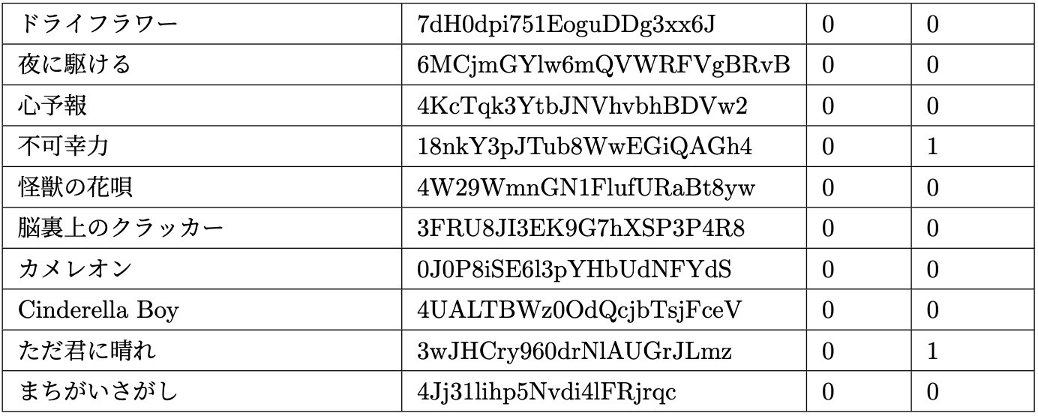 ドライフラワー 7dH0dpi751EoguDDg3xx6J 0 0
夜に駆ける 6MCjmGYlw6mQVWRFVgBRvB 0 0
心予報 4KcTqk3YtbJNVhvbhBDVw2 0 0
不可幸力 18nkY3pJTub8WwEGiQAGh4 0 1
怪獣の花唄 4W29WmnGN1FlufURaBt8yw 0 0
脳裏上のクラッカー 3FRU8JI3EK9G7hXSP3P4R8 0 0
カメレオン 0J0P8iSE6l3pYHbUdNFYdS 0 0
Cinderella Boy 4UALTBWz0OdQcjbTsjFceV 0 0
ただ君に晴れ 3wJHCry960drNlAUGrJLmz 0 1
まちがいさがし 4Jj31lihp5Nvdi4lFRjrqc 0 0